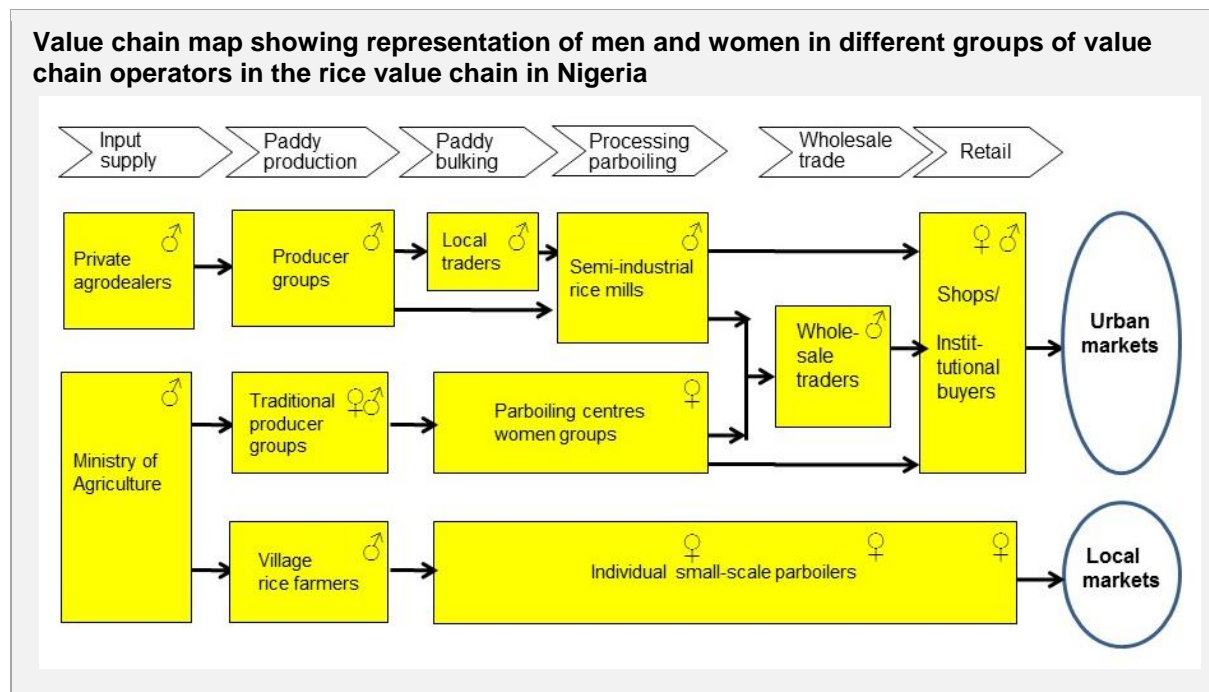 Value chain map showing representation of men and women in different groups of value
chain operators in the rice value chain in Nigeria
Input
supply
Paddy
production
Paddy
bulking
Processing
parboiling
Wholesale
trade
Retail
Private
agrodealers
♂
Producer
groups
♂
Local
traders
♂
Semi-industrial
rice mills
♂
Whole-
sale
traders
♂
♀ ♂
Shops/
Instit-
tutional
buyers
Urban
markets
Ministry of
Agriculture
♂
Traditional
producer
groups
♀♂
Parboiling centres
women groups
♀
Village
rice farmers
♂
♀ ♀ ♀
Individual small-scale parboilers
Local
markets